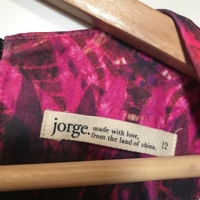 jorge. made with love,
from the land of china.
12